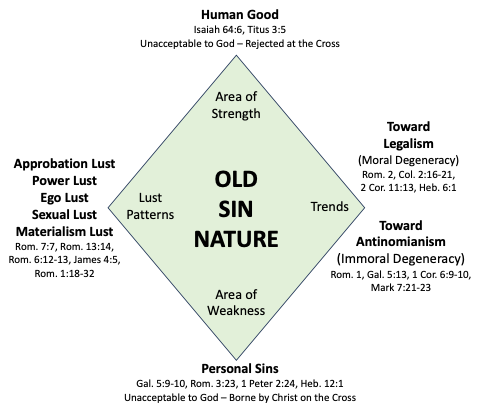 Human Good
Isaiah 64:6, Titus 3:5
Unacceptable to God – Rejected at the Cross
Area of
Strength
Approbation Lust
Power Lust
Ego Lust
Sexual Lust
Materialism Lust
Rom. 7:7, Rom. 13:14,
Rom. 6:12-13, James 4:5,
Rom. 1:18-32
Lust
Patterns
OLD
SIN
NATURE
Trends
Toward
Legalism
(Moral Degeneracy)
Rom. 2, Col. 2:16-21,
2 Cor. 11:13, Heb. 6:1
Toward
Antinomianism
(Immoral Degeneracy)
Rom. 1, Gal. 5:13, 1 Cor. 6:9-10,
Mark 7:21-23
Area of
Weakness
Personal Sins
Gal. 5:9-10, Rom. 3:23, 1 Peter 2:24, Heb. 12:1
Unacceptable to God – Borne by Christ on the Cross